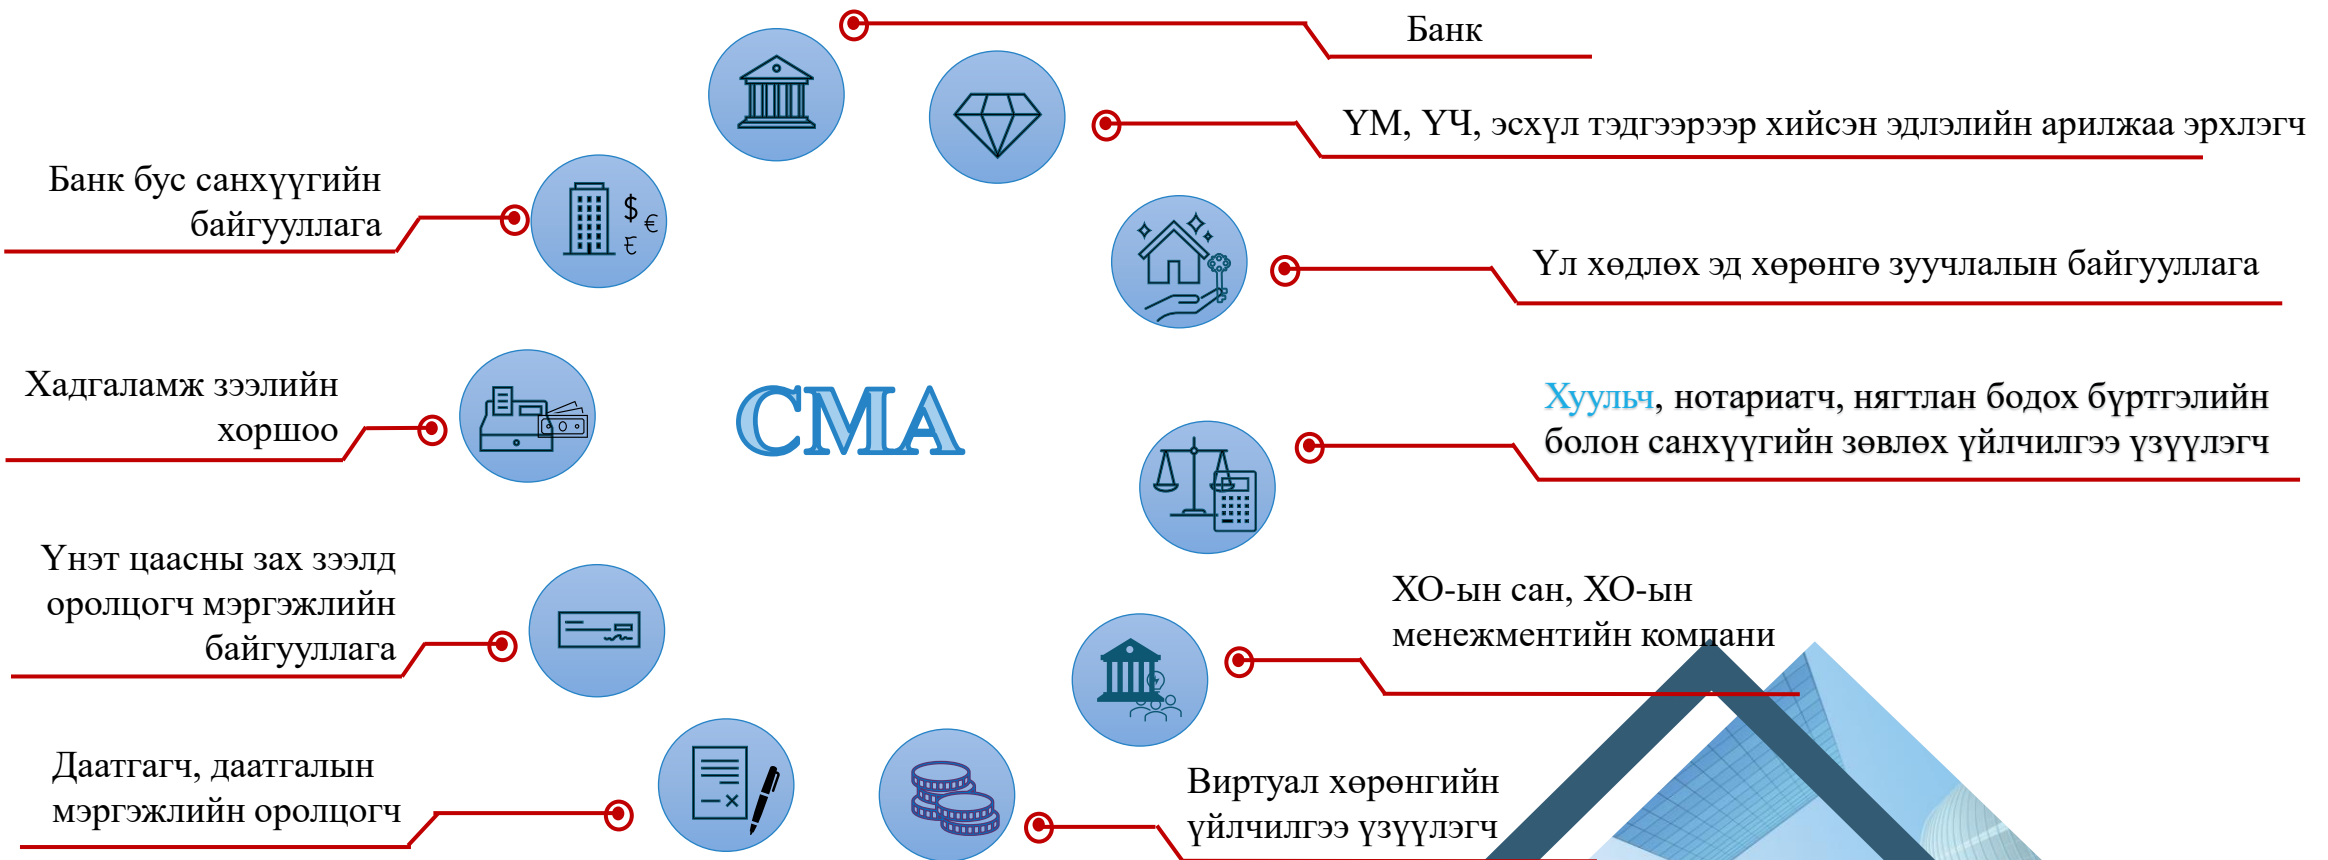 Банк
ҮМ, ҮЧ, эсхүл тэдгээрээр хийсэн эдлэлийн арилжаа эрхлэгч
Банк бус санхүүгийн
байгууллага
$
€
Үл хөдлөх эд хөрөнгө зуучлалын байгууллага
Хадгаламж зээлийн
хоршоо
СМА
Хуульч, нотариатч, нягтлан бодох бүртгэлийн
болон санхүүгийн зөвлөх үйлчилгээ үзүүлэгч
Үнэт цаасны зах зээлд
оролцогч мэргэжлийн
байгууллага
ХО-ын сан, ХО-ын
менежментийн компани
Даатгагч, даатгалын
мэргэжлийн оролцогч
Виртуал хөрөнгийн
үйлчилгээ үзүүлэгч